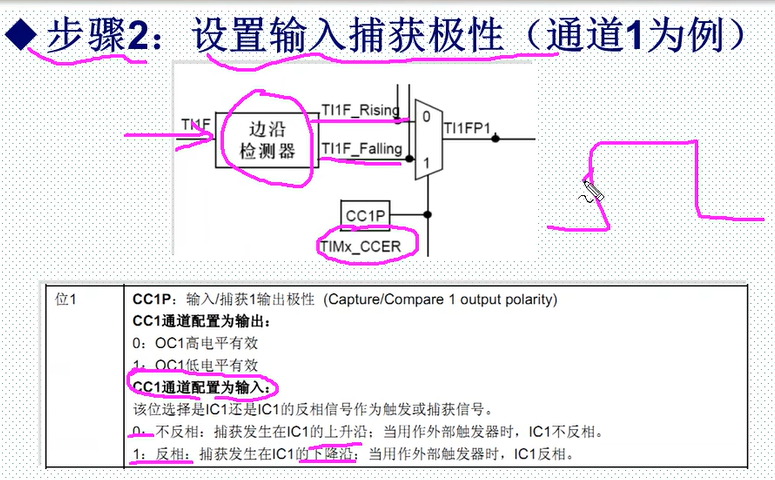 ◆步骤2：设置输入捕获极性（通道1为例）
TI1F
边沿
检测器
TI1F_Rising
TI1F_Falling
0
1
TI1FP1
CC1P
TIMx_CCER
位1
CC1P：输入/捕获1输出极性 (Capture/Compare 1 output polarity)
CC1通道配置为输出：
0：OC1高电平有效
1：OC1低电平有效
CC1通道配置为输入：
该位选择是IC1还是IC1的反相信号作为触发或捕获信号。
0：不反相：捕获发生在IC1的上升沿；当用作外部触发器时，IC1不反相。
1：反相：捕获发生在IC1的下降沿；当用作外部触发器时，IC1反相。